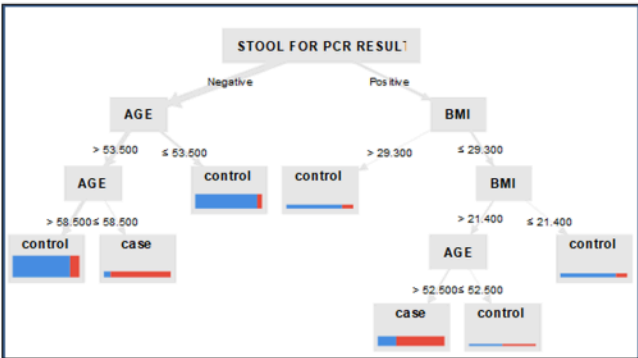 STOOL FOR PCR RESULT
Negative
Positive
AGE
BMI
> 53.500
≤ 53.500
> 29.300
≤ 29.300
AGE
control
control
BMI
> 58.500
≤ 58.500
> 21.400
≤ 21.400
control
case
AGE
control
> 52.500
≤ 52.500
case
control